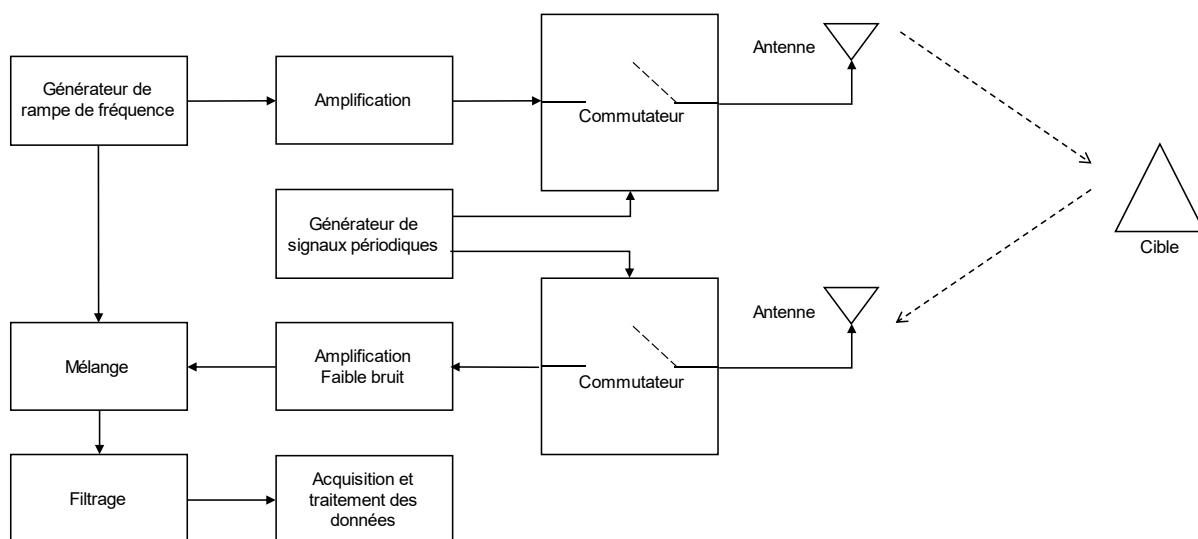 Générateur de
rampe de fréquence
Amplification
Commutateur
Antenne
Générateur de
signaux périodiques
Cible
Mélange
Amplification
Faible bruit
Commutateur
Antenne
Filtrage
Acquisition et
traitement des
données